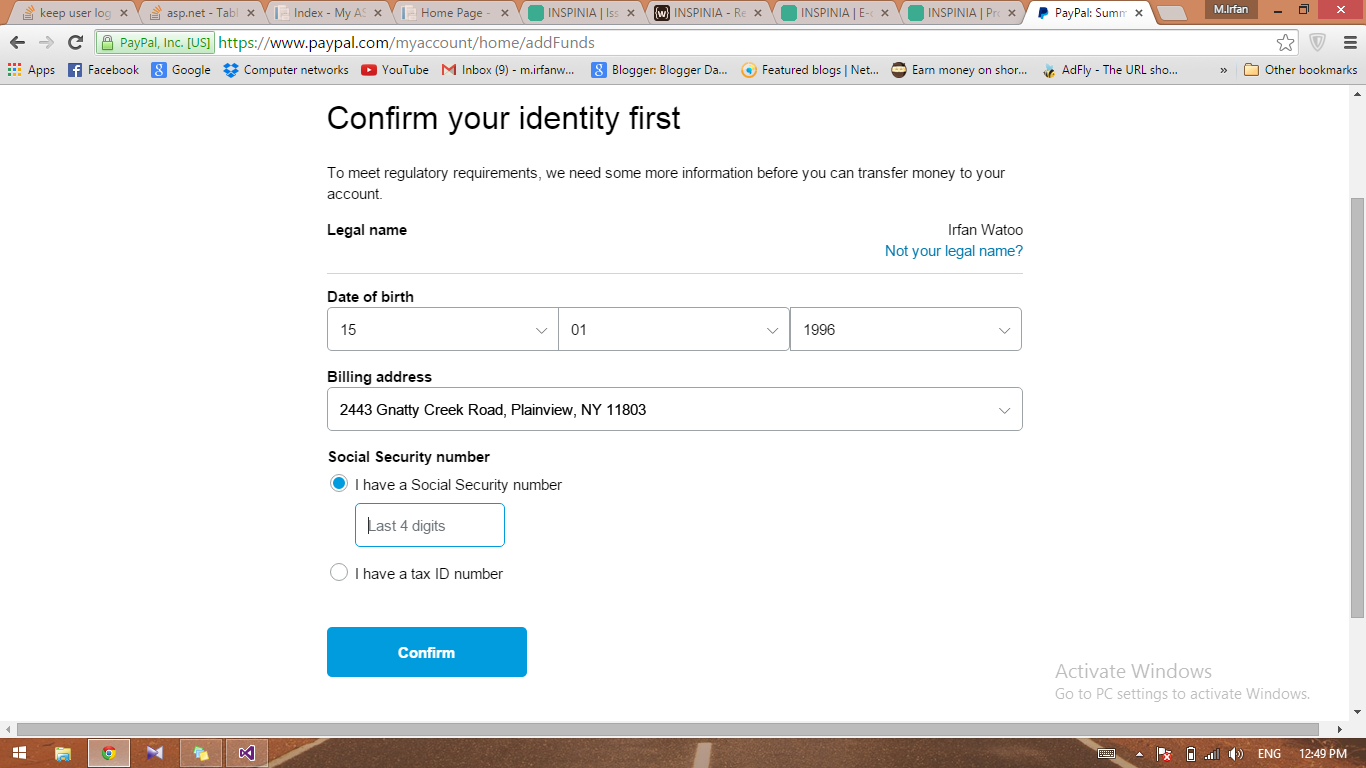 keep user log
asp.net - Tabl
Index - My AS
Home Page -
INSPINIA | Iss
INSPINIA - Re
INSPINIA | E-c
INSPINIA | Pro
PayPal: Summ
M.Irfan
PayPal, Inc. [US] https://www.paypal.com/myaccount/home/addFunds
Apps Facebook Google Computer networks YouTube Inbox (9) - m.irfanw... Blogger: Blogger Da... Featured blogs | Net... Earn money on shor... AdFly - The URL sho... » Other bookmarks
Confirm your identity first
To meet regulatory requirements, we need some more information before you can transfer money to your
account.
Legal name Irfan Watoo
Not your legal name?
Date of birth
15 01 1996
Billing address
2443 Gnatty Creek Road, Plainview, NY 11803
Social Security number
I have a Social Security number
Last 4 digits
I have a tax ID number
Confirm
Activate Windows
Go to PC settings to activate Windows.
ENG 12:49 PM